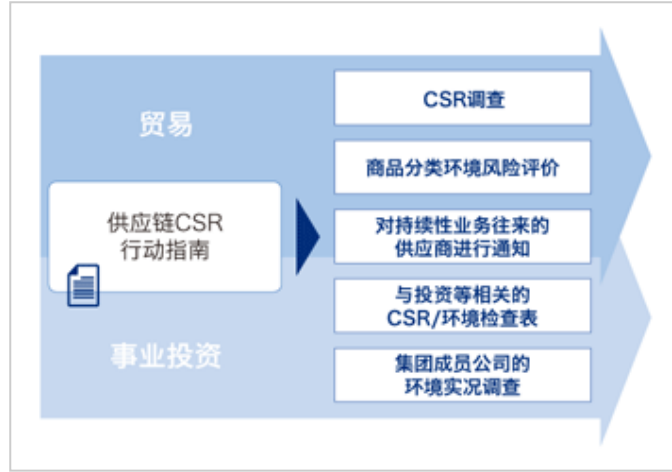 贸易
供应链CSR
行动指南
事业投资
CSR调查
商品分类环境风险评价
对持续性业务往来的
供应商进行通知
与投资等相关的
CSR/环境检查表
集团成员公司的
环境实况调查